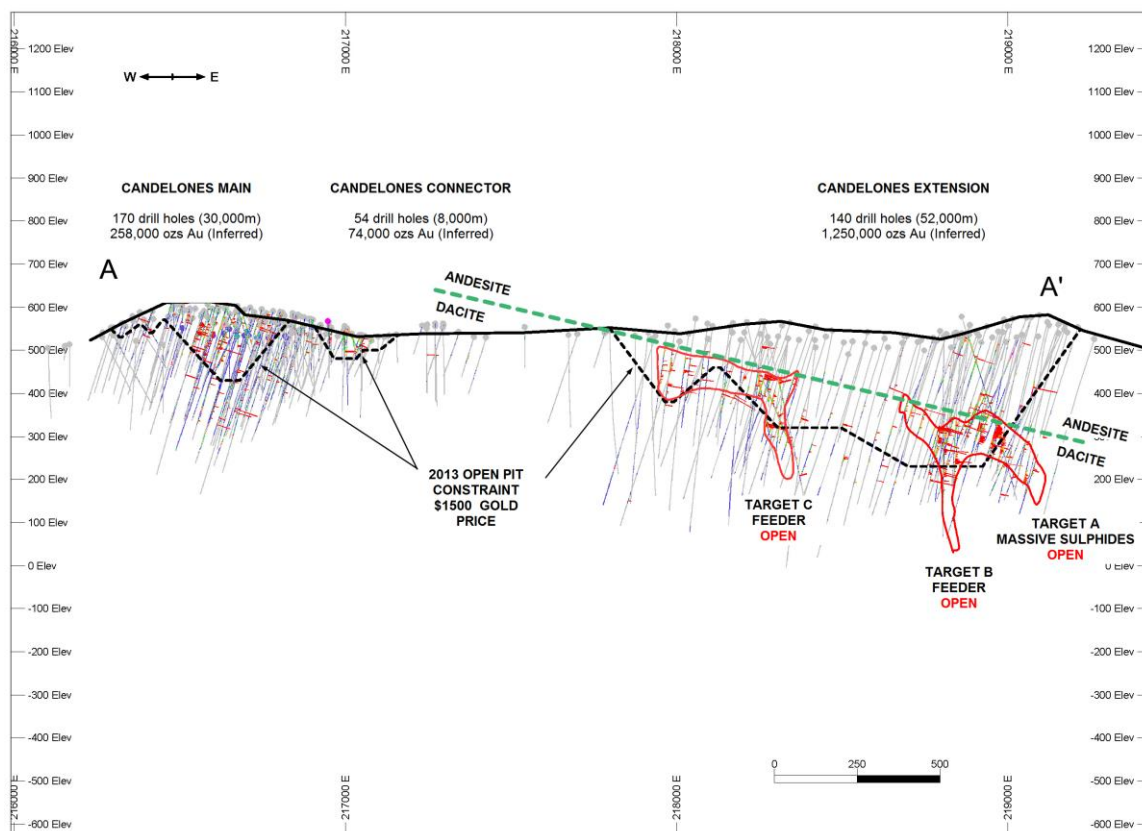 216000 E
217000 E
218000 E
219000 E
1200 Elev
1200 Elev
1100 Elev
1100 Elev
1000 Elev
1000 Elev
900 Elev
900 Elev
800 Elev
800 Elev
700 Elev
700 Elev
600 Elev
600 Elev
500 Elev
500 Elev
400 Elev
400 Elev
300 Elev
200 Elev
200 Elev
100 Elev
100 Elev
0 Elev
0 Elev
-100 Elev
-100 Elev
-200 Elev
-200 Elev
-300 Elev
-300 Elev
-400 Elev
-400 Elev
-500 Elev
-500 Elev
-600 Elev
-600 Elev
W E
CANDELONES MAIN
170 drill holes (30,000m)
258,000 ozs Au (Inferred)
CANDELONES CONNECTOR
54 drill holes (8,000m)
74,000 ozs Au (Inferred)
CANDELONES EXTENSION
140 drill holes (52,000m)
1,250,000 ozs Au (Inferred)
A
A'
ANDESITE
DACITE
ANDESITE
DACITE
2013 OPEN PIT
CONSTRAINT
$1500 GOLD
PRICE
TARGET C
FEEDER
OPEN
TARGET B
FEEDER
OPEN
TARGET A
MASSIVE SULPHIDES
OPEN
0
250
500
216000 E
217000 E
218000 E
219000 E